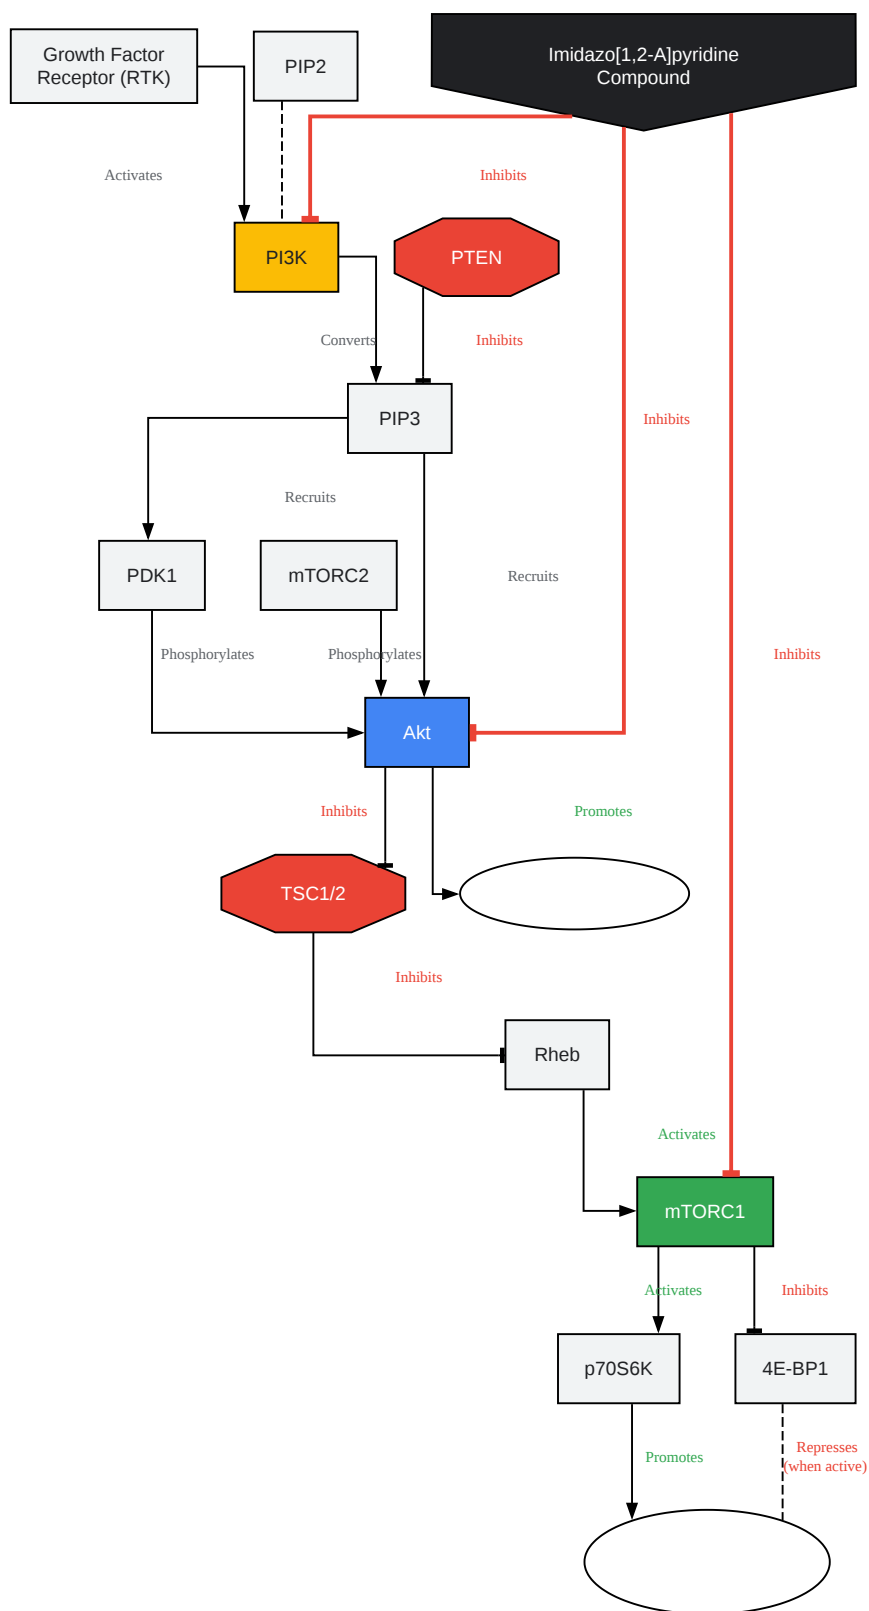 Growth Factor
Receptor (RTK)
PIP2
Imidazo[1,2-A]pyridine
Compound
Activates
Inhibits
PI3K
PTEN
Converts
Inhibits
PIP3
Inhibits
Recruits
PDK1
mTORC2
Recruits
Phosphorylates
Phosphorylates
Inhibits
Akt
Inhibits
Promotes
TSC1/2
Inhibits
Rheb
Activates
mTORC1
Activates
Inhibits
p70S6K
4E-BP1
Promotes
Represses
(when active)